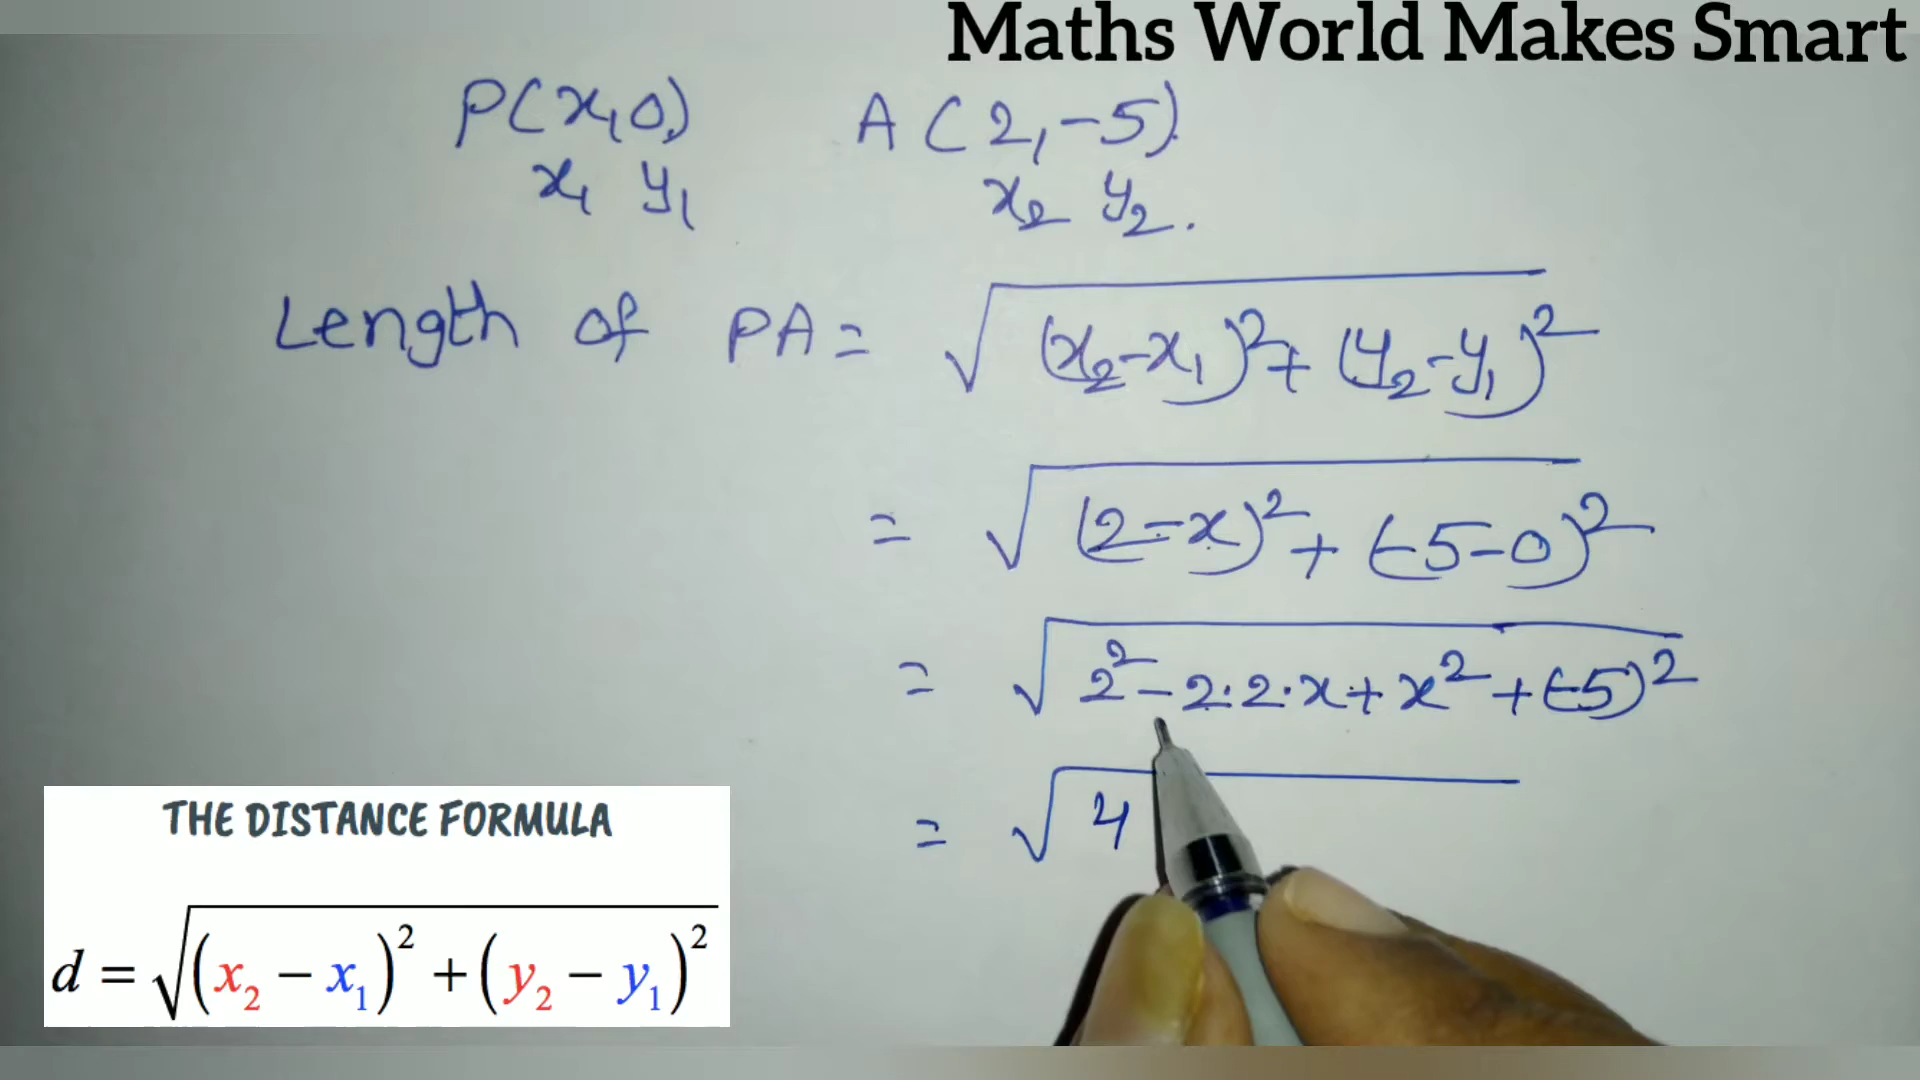 Maths World Makes Smart
P(x,0) A(2,-5).
x₁ y₁ x₂ y₂.
Length of PA = √(x₂-x₁)²+(y₂-y₁)²
= √(2-x)²+(-5-0)²
= √2²-2·2·x+x²+(-5)²
= √4
THE DISTANCE FORMULA
d = √(x₂ − x₁)² + (y₂ − y₁)²